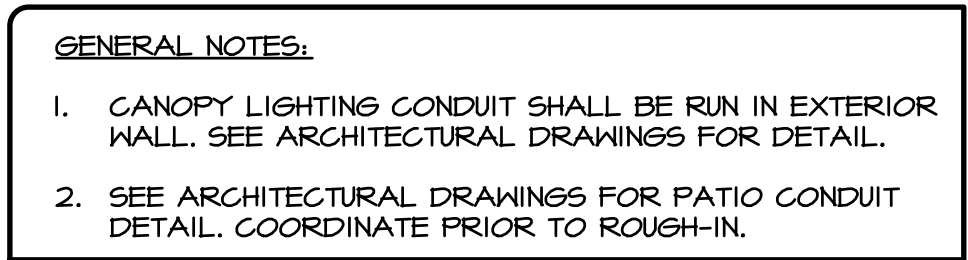 GENERAL NOTES:
1. CANOPY LIGHTING CONDUIT SHALL BE RUN IN EXTERIOR
WALL. SEE ARCHITECTURAL DRAWINGS FOR DETAIL.
2. SEE ARCHITECTURAL DRAWINGS FOR PATIO CONDUIT
DETAIL. COORDINATE PRIOR TO ROUGH-IN.